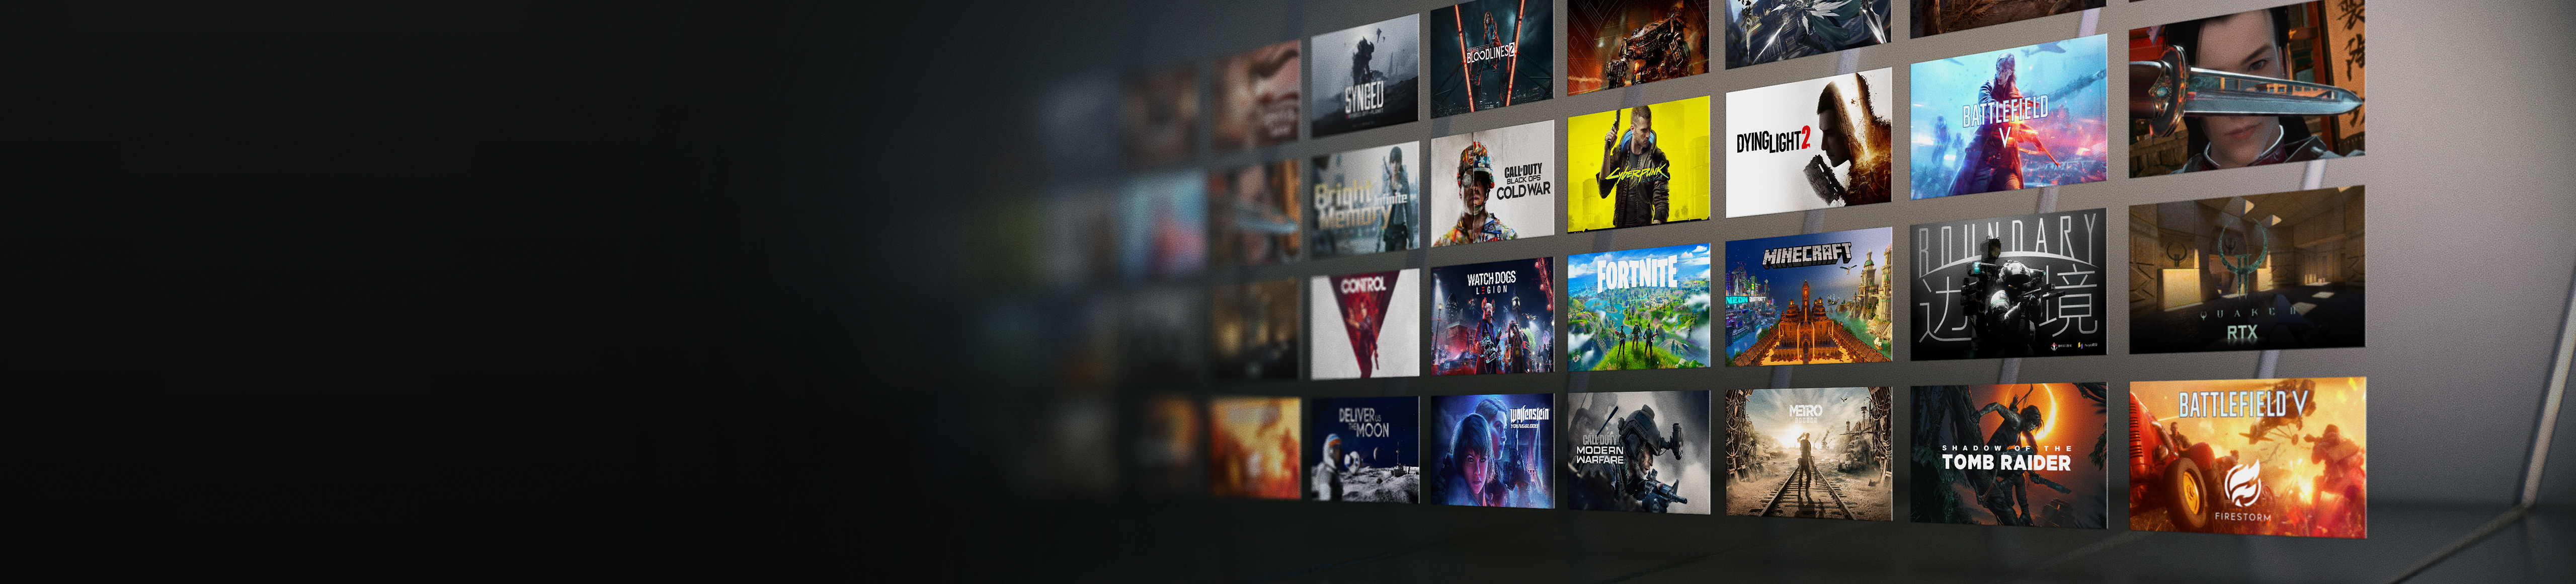 SYNCED
BLOODLINES 2
BATTLEFIELD
V
Bright
Memory
Infinite
CALL OF DUTY
BLACK OPS
COLD WAR
CYBERPUNK
DYING LIGHT 2
BOUNDARY
边境
QUAKE II
RTX
CONTROL
WATCH DOGS
LEGION
FORTNITE
MINECRAFT
NEON
DELIVER US
THE MOON
Wolfenstein
YOUNGBLOOD
CALL OF DUTY
MODERN
WARFARE
METRO
EXODUS
SHADOW OF THE
TOMB RAIDER
BATTLEFIELD V
FIRESTORM